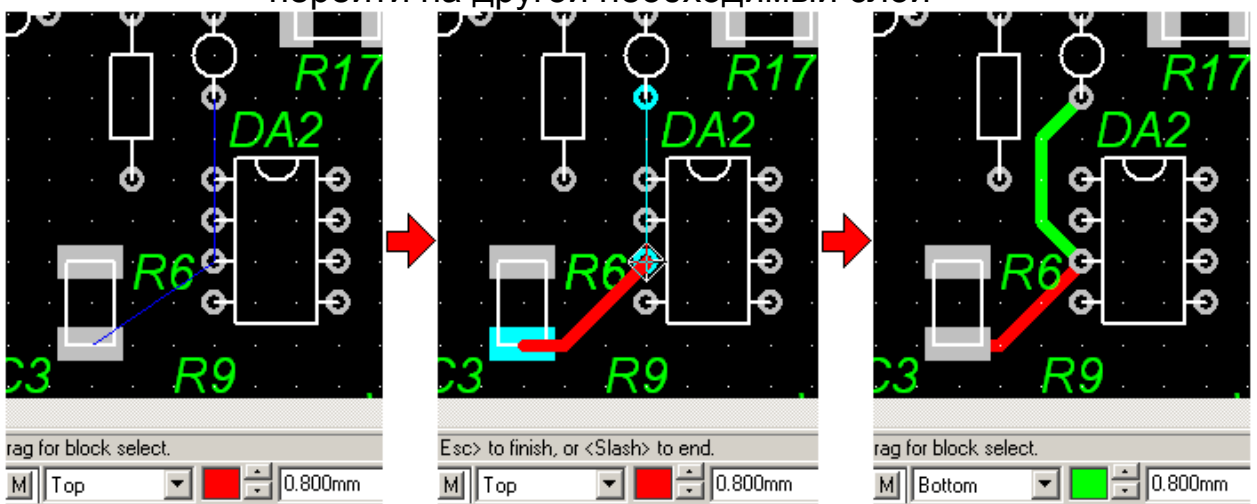 перейти на другой необходимый слой
R17
DA2
R6
C3
R9
rag for block select.
M
Top
0.800mm
R17
DA2
R6
C3
R9
Esc> to finish, or <Slash> to end.
M
Top
0.800mm
R17
DA2
R6
C3
R9
rag for block select.
M
Bottom
0.800mm